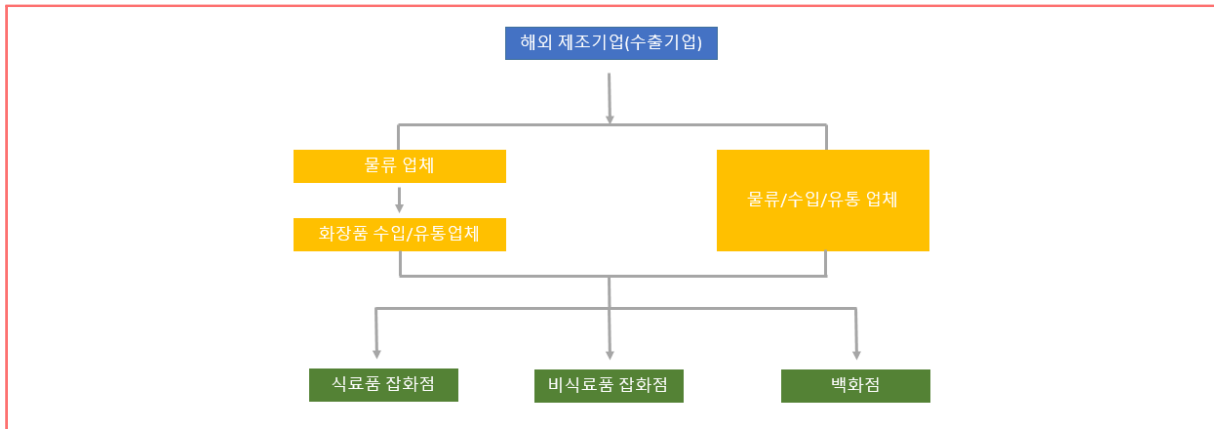 해외 제조기업(수출기업)
물류 업체
물류/수입/유통 업체
화장품 수입/유통업체
식료품 잡화점
비식료품 잡화점
백화점